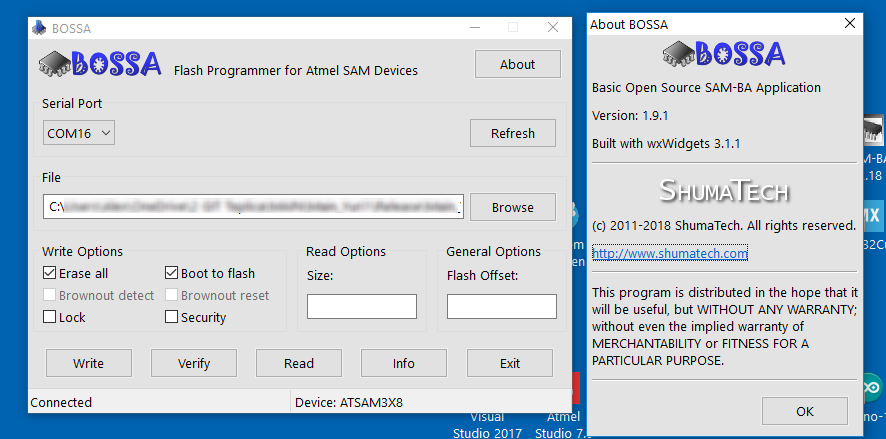 BOSSA
BOSSA
Flash Programmer for Atmel SAM Devices
About
Serial Port
COM16
Refresh
File
C:\
Browse
Write Options
Erase all
Boot to flash
Brownout detect
Brownout reset
Lock
Security
Read Options
Size:
General Options
Flash Offset:
Write
Verify
Read
Info
Exit
Connected
Device: ATSAM3X8
About BOSSA
BOSSA
Basic Open Source SAM-BA Application
Version: 1.9.1
Built with wxWidgets 3.1.1
SHUMATECH
(c) 2011-2018 ShumaTech. All rights reserved.
http://www.shumatech.com
This program is distributed in the hope that it
will be useful, but WITHOUT ANY WARRANTY;
without even the implied warranty of
MERCHANTABILITY or FITNESS FOR A
PARTICULAR PURPOSE.
OK
Visual
Studio 2017
Atmel
Studio 7.